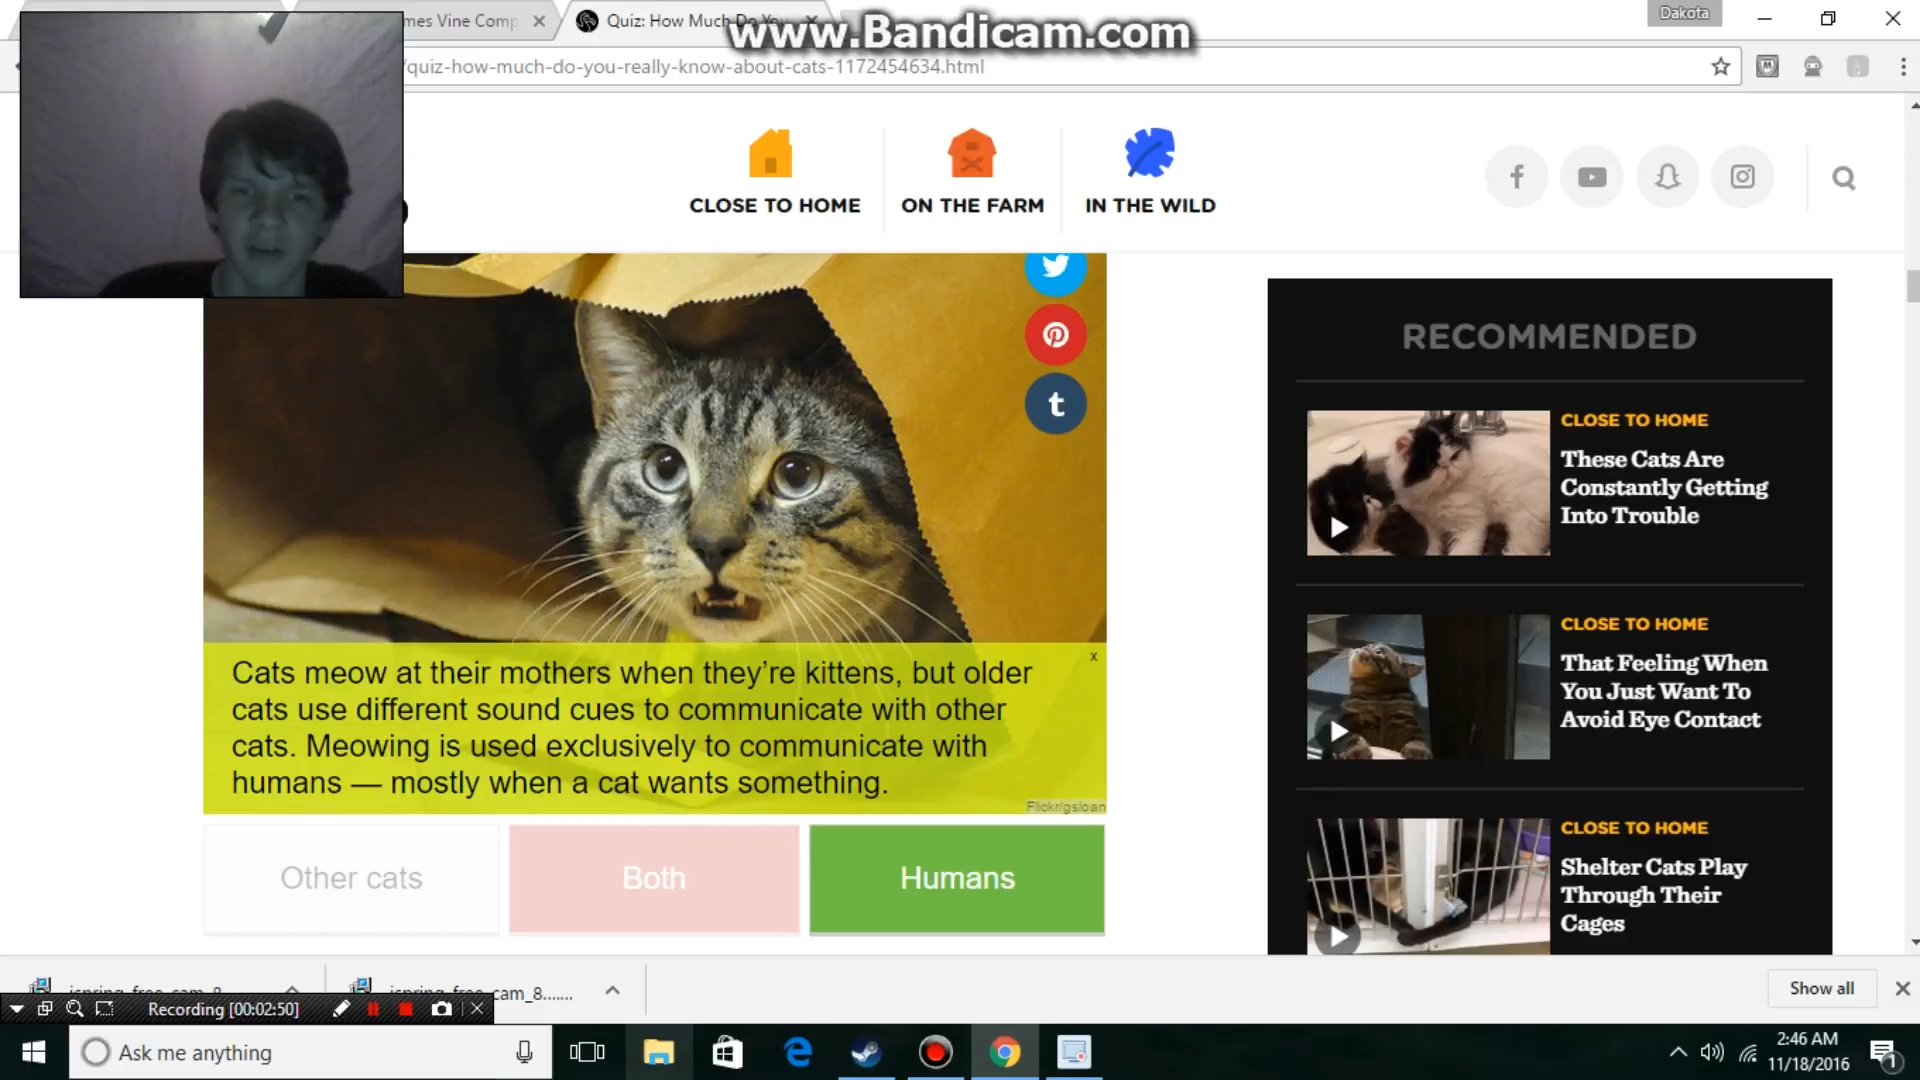 mes Vine Comp
Quiz: How Much Do You
www.Bandicam.com
Dakota
/quiz-how-much-do-you-really-know-about-cats-1172454634.html
CLOSE TO HOME
ON THE FARM
IN THE WILD
RECOMMENDED
CLOSE TO HOME
These Cats Are
Constantly Getting
Into Trouble
CLOSE TO HOME
That Feeling When
You Just Want To
Avoid Eye Contact
CLOSE TO HOME
Shelter Cats Play
Through Their
Cages
x
Cats meow at their mothers when they’re kittens, but older
cats use different sound cues to communicate with other
cats. Meowing is used exclusively to communicate with
humans — mostly when a cat wants something.
Flickr/gsloan
Other cats
Both
Humans
ispring_free_cam_8
ispring_free_cam_8.......
Show all
Recording [00:02:50]
Ask me anything
2:46 AM
11/18/2016
1